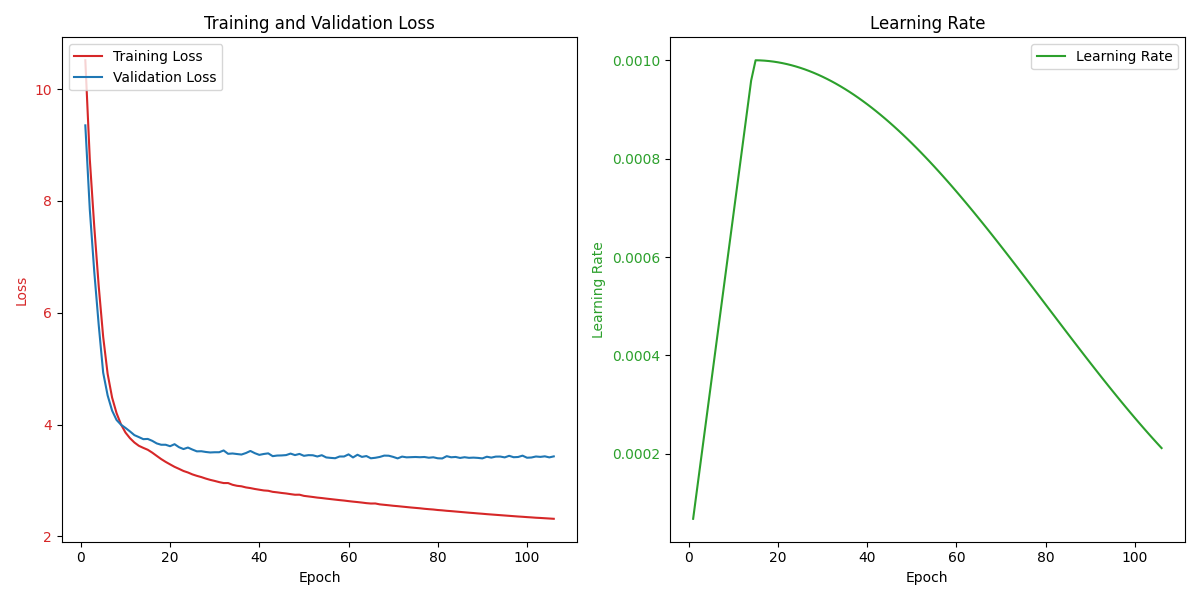 Training and Validation Loss
Training Loss
Validation Loss
Loss
10
8
6
4
2
0
20
40
60
80
100
Epoch
Learning Rate
Learning Rate
Learning Rate
0.0010
0.0008
0.0006
0.0004
0.0002
0
20
40
60
80
100
Epoch